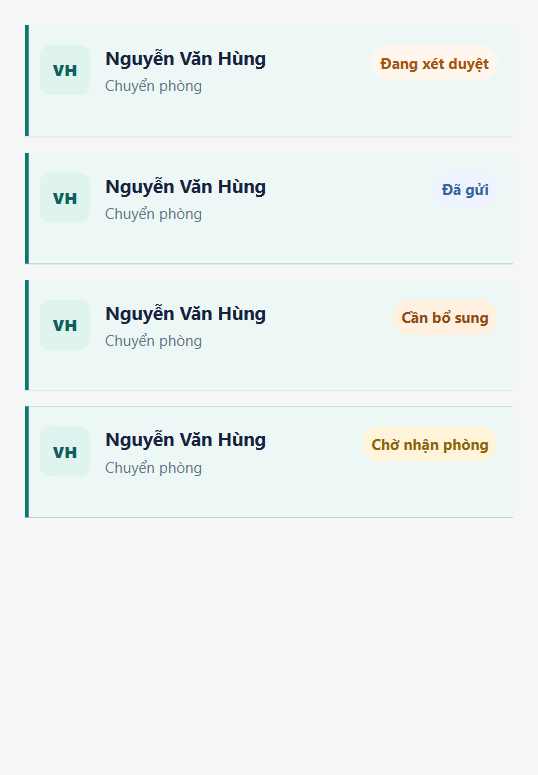 VH
Nguyễn Văn Hùng
Đang xét duyệt
Chuyển phòng
VH
Nguyễn Văn Hùng
Đã gửi
Chuyển phòng
VH
Nguyễn Văn Hùng
Cần bổ sung
Chuyển phòng
VH
Nguyễn Văn Hùng
Chờ nhận phòng
Chuyển phòng